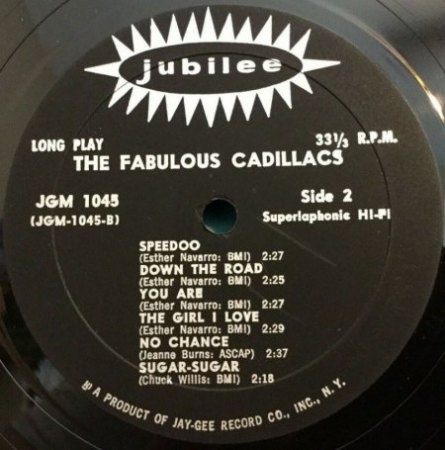 jubilee
LONG PLAY 33⅓ R.P.M.
THE FABULOUS CADILLACS
JGM 1045 Side 2
(JGM-1045-B) Superlaphonic HI-FI
SPEEDOO
(Esther Navarro: BMI) 2:27
DOWN THE ROAD
(Esther Navarro: BMI) 2:25
YOU ARE
(Esther Navarro: BMI) 2:27
THE GIRL I LOVE
(Esther Navarro: BMI) 2:29
NO CHANCE
(Jeanne Burns: ASCAP) 2:37
SUGAR-SUGAR
(Chuck Willis: BMI) 2:18
A PRODUCT OF JAY-GEE RECORD CO., INC., N. Y.